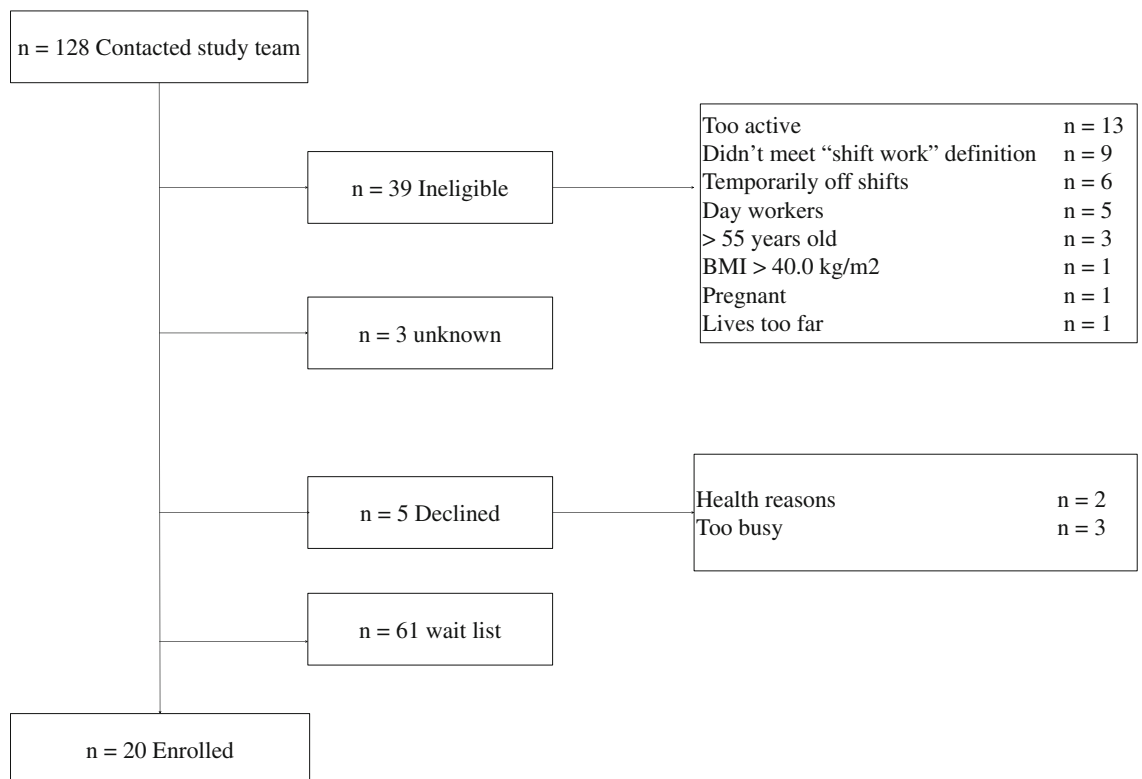 n = 128 Contacted study team
n = 39 Ineligible
Too active n = 13
Didn't meet “shift work” definition n = 9
Temporarily off shifts n = 6
Day workers n = 5
> 55 years old n = 3
BMI > 40.0 kg/m2 n = 1
Pregnant n = 1
Lives too far n = 1
n = 3 unknown
n = 5 Declined
Health reasons n = 2
Too busy n = 3
n = 61 wait list
n = 20 Enrolled